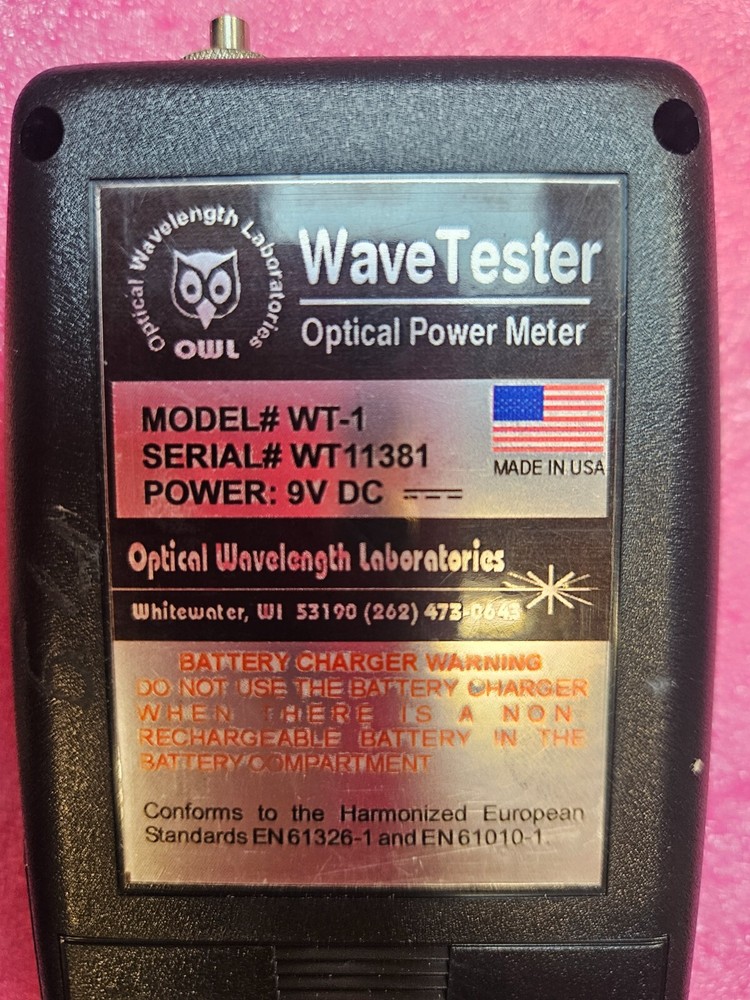 Optical Wavelength Laboratories
OWL
WaveTester
Optical Power Meter
MODEL# WT-1
SERIAL# WT11381
POWER: 9V DC
MADE IN USA
Optical Wavelength Laboratories
Whitewater, WI 53190 (262) 473-0643
BATTERY CHARGER WARNING
DO NOT USE THE BATTERY CHARGER
WHEN THERE IS A NON-
RECHARGEABLE BATTERY IN THE
BATTERY COMPARTMENT
Conforms to the Harmonized European
Standards EN 61326-1 and EN 61010-1.